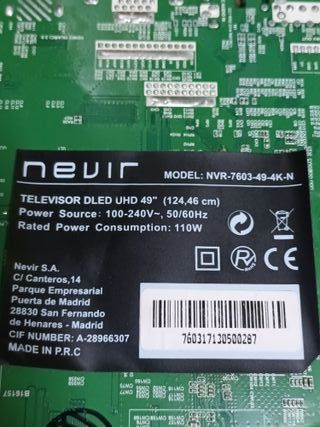 nevir
MODEL: NVR-7603-49-4K-N
TELEVISOR DLED UHD 49" (124,46 cm)
Power Source: 100-240V~, 50/60Hz
Rated Power Consumption: 110W
Nevir S.A.
C/ Canteros,14
Parque Empresarial
Puerta de Madrid
28830 San Fernando
de Henares - Madrid
CIF NUMBER: A-28966307
MADE IN P.R.C
CE
760317130500287
B16157